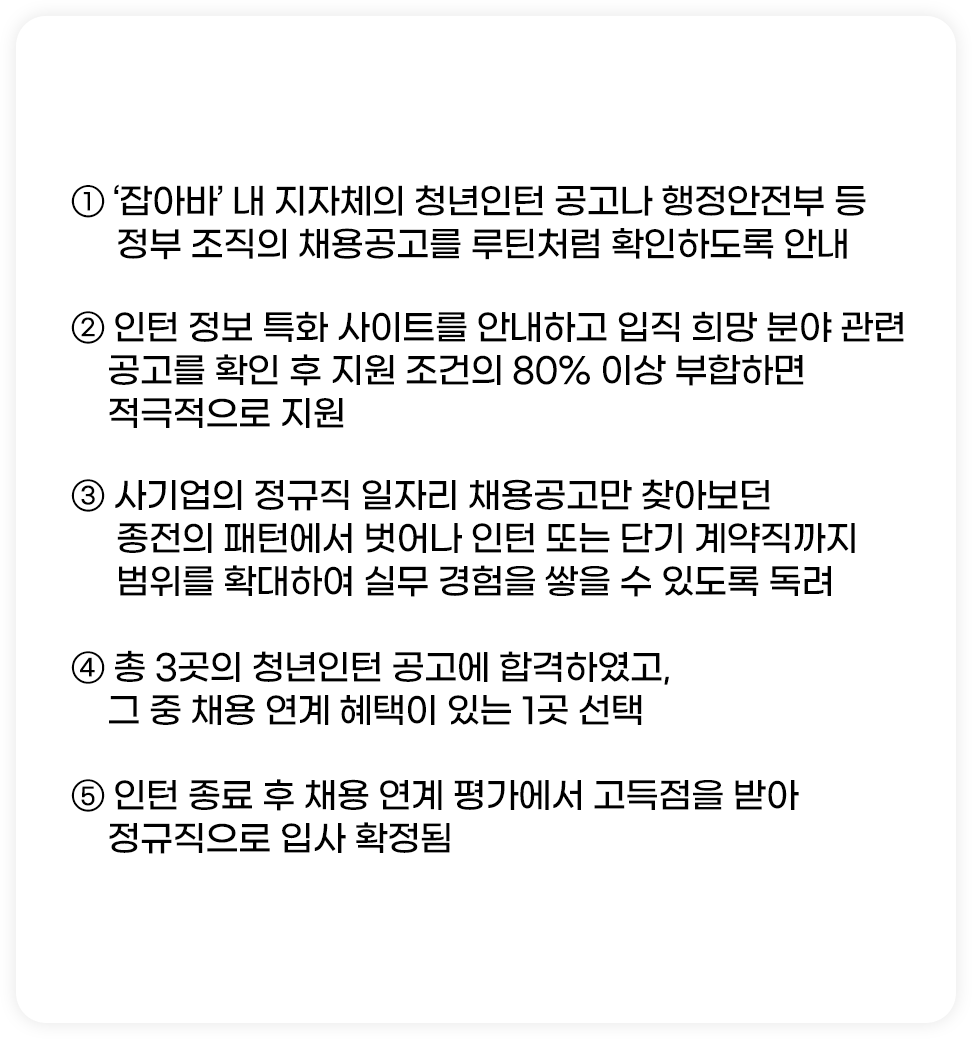 ① ‘잡아바’ 내 지자체의 청년인턴 공고나 행정안전부 등
정부 조직의 채용공고를 루틴처럼 확인하도록 안내
② 인턴 정보 특화 사이트를 안내하고 입직 희망 분야 관련
공고를 확인 후 지원 조건의 80% 이상 부합하면
적극적으로 지원
③ 사기업의 정규직 일자리 채용공고만 찾아보던
종전의 패턴에서 벗어나 인턴 또는 단기 계약직까지
범위를 확대하여 실무 경험을 쌓을 수 있도록 독려
④ 총 3곳의 청년인턴 공고에 합격하였고,
그 중 채용 연계 혜택이 있는 1곳 선택
⑤ 인턴 종료 후 채용 연계 평가에서 고득점을 받아
정규직으로 입사 확정됨